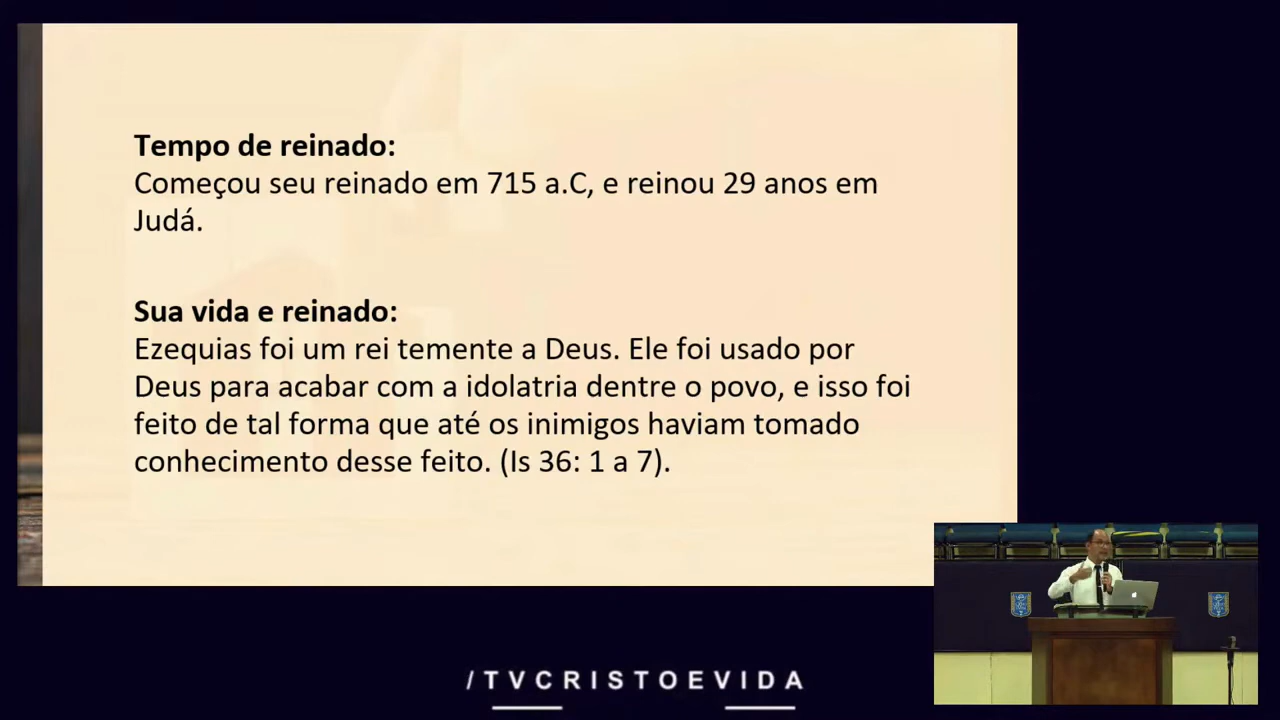 Tempo de reinado:
Começou seu reinado em 715 a.C, e reinou 29 anos em
Judá.
Sua vida e reinado:
Ezequias foi um rei temente a Deus. Ele foi usado por
Deus para acabar com a idolatria dentre o povo, e isso foi
feito de tal forma que até os inimigos haviam tomado
conhecimento desse feito. (Is 36: 1 a 7).
/TVCRISTOEVIDA